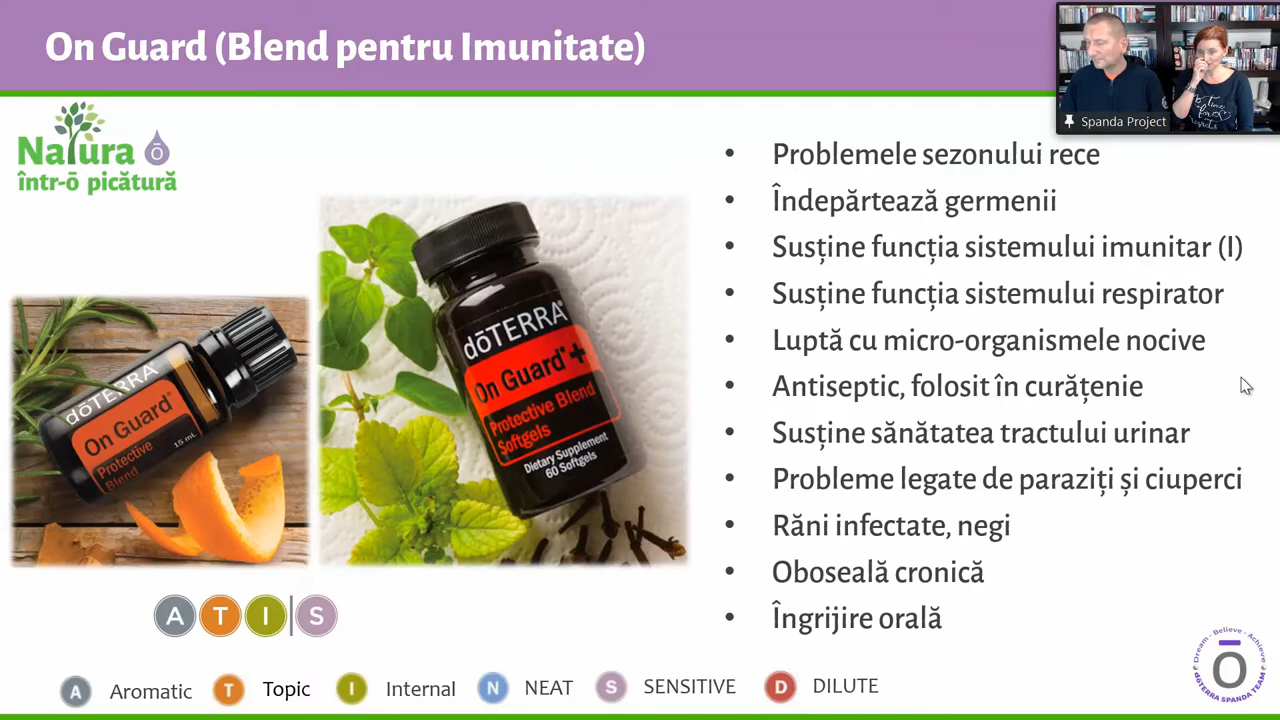 On Guard (Blend pentru Imunitate)
Spanda Project
Natura ō
într-ō picătură
• Problemele sezonului rece
• Îndepărtează germenii
• Susține funcția sistemului imunitar (I)
• Susține funcția sistemului respirator
• Luptă cu micro-organismele nocive
• Antiseptic, folosit în curățenie
• Susține sănătatea tractului urinar
• Probleme legate de paraziți și ciuperci
• Răni infectate, negi
• Oboseală cronică
• Îngrijire orală
dōTERRA
On Guard®
Protective
Blend
15 mL
dōTERRA®
On Guard®+
Protective Blend
Softgels
Dietary Supplement
60 Softgels
A T I | S
A Aromatic T Topic I Internal N NEAT S SENSITIVE D DILUTE
Dream - Believe - Achieve
ō
dōTERRA SPANDA TEAM